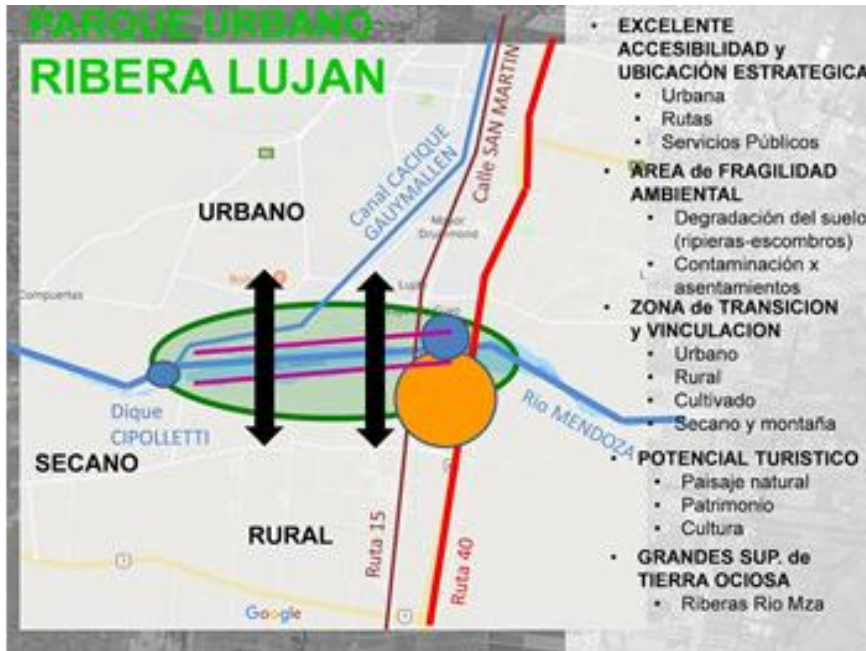 PARQUE URBANO
RIBERA LUJAN
URBANO
Canal CACIQUE
GAUYMALLEN
Calle SAN MARTIN
Mayor
Drummond
Compuertas
Dique
CIPOLLETTI
Rio MENDOZA
SECANO
RURAL
Ruta 15
Ruta 40
Google
• EXCELENTE
ACCESIBILIDAD y
UBICACIÓN ESTRATEGICA
• Urbana
• Rutas
• Servicios Públicos
• AREA de FRAGILIDAD
AMBIENTAL
• Degradación del suelo
(ripieras-escombros)
• Contaminación x
asentamientos
• ZONA de TRANSICION
y VINCULACION
• Urbano
• Rural
• Cultivado
• Secano y montaña
• POTENCIAL TURISTICO
• Paisaje natural
• Patrimonio
• Cultura
• GRANDES SUP. de
TIERRA OCIOSA
• Riberas Rio Mza